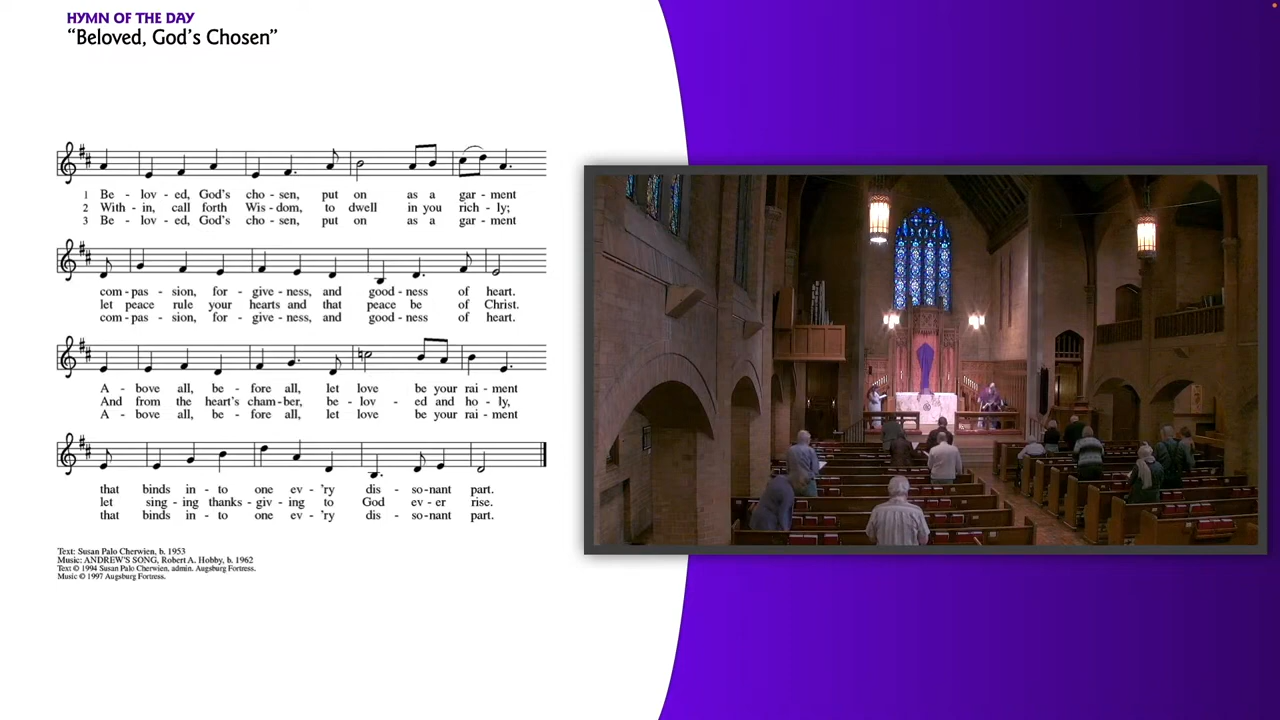 HYMN OF THE DAY
“Beloved, God’s Chosen”
1 Be - lov - ed, God's cho - sen, put on as a gar - ment
2 With - in, call forth Wis - dom, to dwell in you rich - ly;
3 Be - lov - ed, God's cho - sen, put on as a gar - ment
com - pas - sion, for - give - ness, and good - ness of heart.
let peace rule your hearts and that peace be of Christ.
com - pas - sion, for - give - ness, and good - ness of heart.
A - bove all, be - fore all, let love be your rai - ment
And from the heart's cham - ber, be - lov - ed and ho - ly,
A - bove all, be - fore all, let love be your rai - ment
that binds in - to one ev - 'ry dis - so - nant part.
let sing - ing thanks - giv - ing to God ev - er rise.
that binds in - to one ev - 'ry dis - so - nant part.
Text: Susan Palo Cherwien, b. 1953
Music: ANDREW'S SONG, Robert A. Hobby, b. 1962
Text © 1994 Susan Palo Cherwien, admin. Augsburg Fortress.
Music © 1997 Augsburg Fortress.